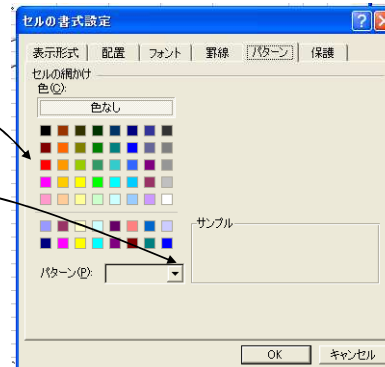 セルの書式設定
表示形式 配置 フォント 罫線 パターン 保護
セルの網かけ
色(C):
色なし
サンプル
パターン(P):
OK キャンセル